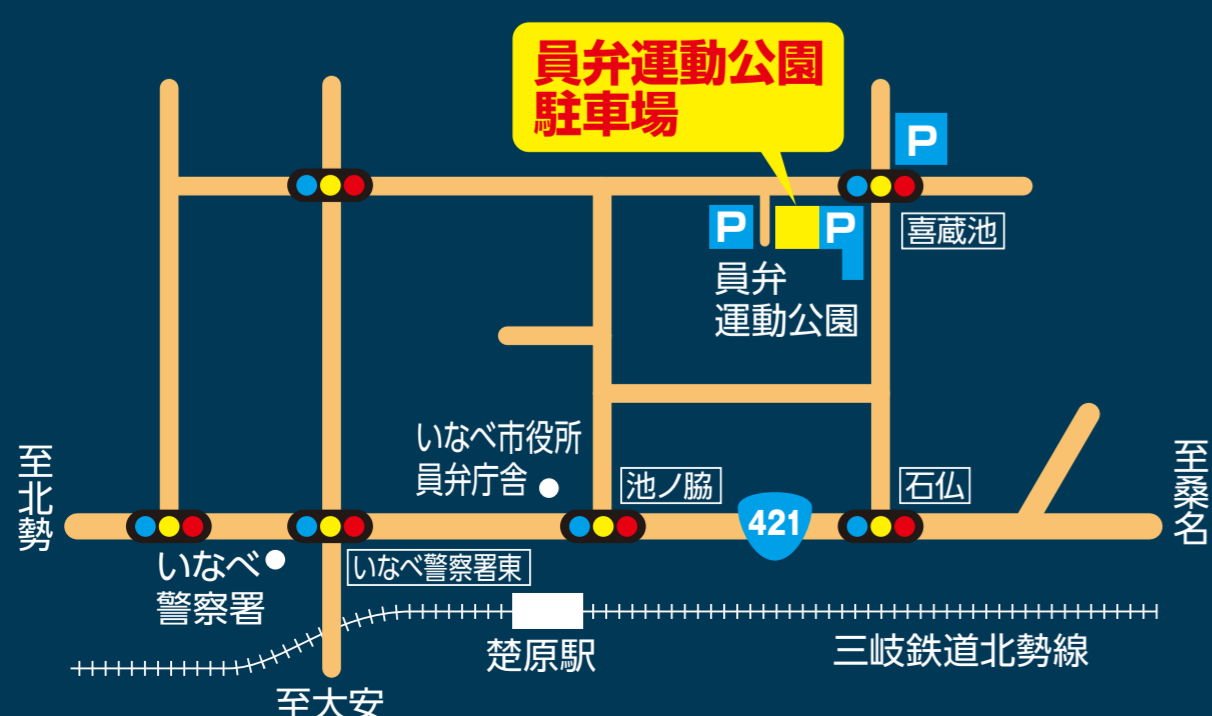 員弁運動公園
駐車場
P
P
P
喜蔵池
員弁
運動公園
いなべ市役所
員弁庁舎
池ノ脇
石仏
421
至北勢
至桑名
いなべ
警察署
いなべ警察署東
楚原駅
三岐鉄道北勢線
至大安